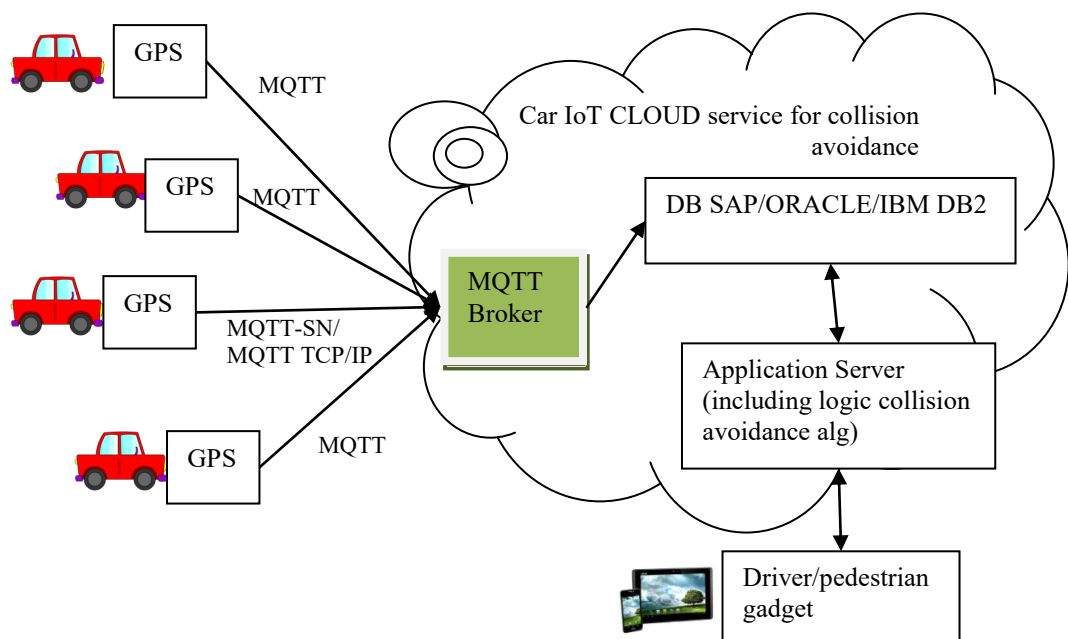 GPS
MQTT
Car IoT CLOUD service for collision
avoidance
GPS
MQTT
DB SAP/ORACLE/IBM DB2
GPS
MQTT-SN/
MQTT TCP/IP
MQTT
Broker
Application Server
(including logic collision
avoidance alg)
GPS
MQTT
Driver/pedestrian
gadget